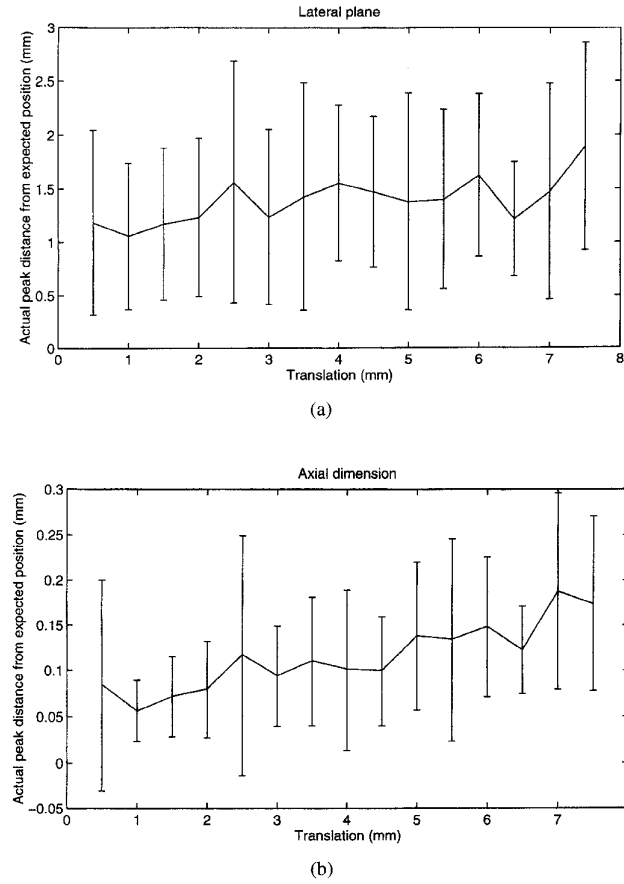 Lateral plane
Actual peak distance from expected position (mm)
3
2.5
2
1.5
1
0.5
0
0 1 2 3 4 5 6 7 8
Translation (mm)
(a)
Axial dimension
Actual peak distance from expected position (mm)
0.3
0.25
0.2
0.15
0.1
0.05
0
−0.05
0 1 2 3 4 5 6 7
Translation (mm)
(b)